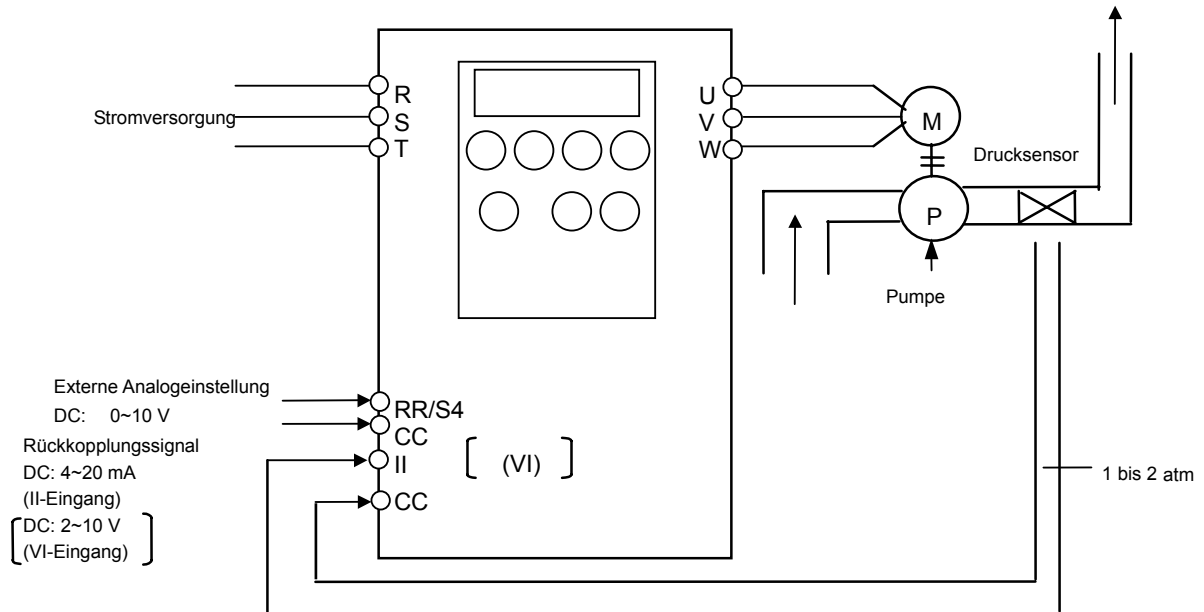 R
S
T
Stromversorgung
U
V
W
M
Drucksensor
P
Pumpe
Externe Analogeinstellung
DC: 0~10 V
Rückkopplungssignal
DC: 4~20 mA
(II-Eingang)
DC: 2~10 V
(VI-Eingang)
RR/S4
CC
II
(VI)
CC
1 bis 2 atm